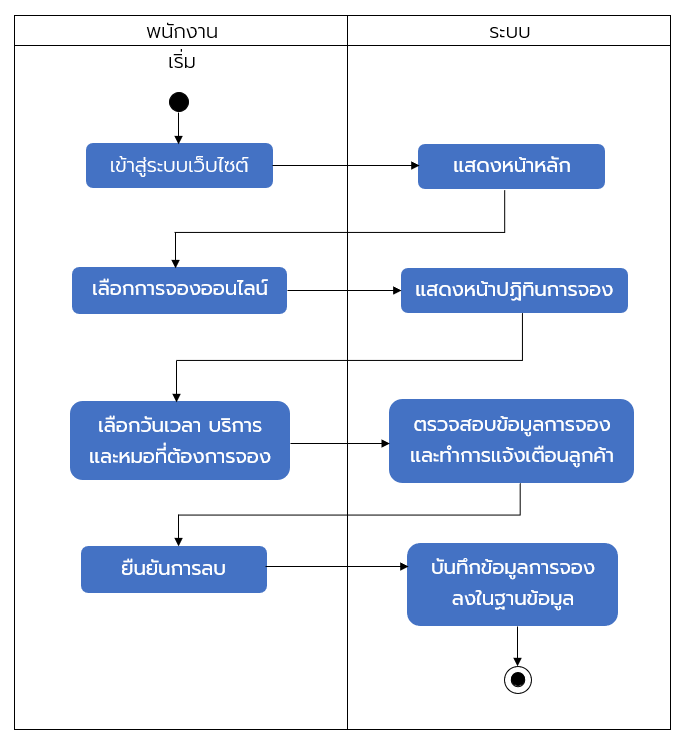 พนักงาน
ระบบ
เริ่ม
เข้าสู่ระบบเว็บไซต์
แสดงหน้าหลัก
เลือกการจองออนไลน์
แสดงหน้าปฏิทินการจอง
เลือกวันเวลา บริการ
และหมอที่ต้องการจอง
ตรวจสอบข้อมูลการจอง
และทำการแจ้งเตือนลูกค้า
ยืนยันการลบ
บันทึกข้อมูลการจอง
ลงในฐานข้อมูล